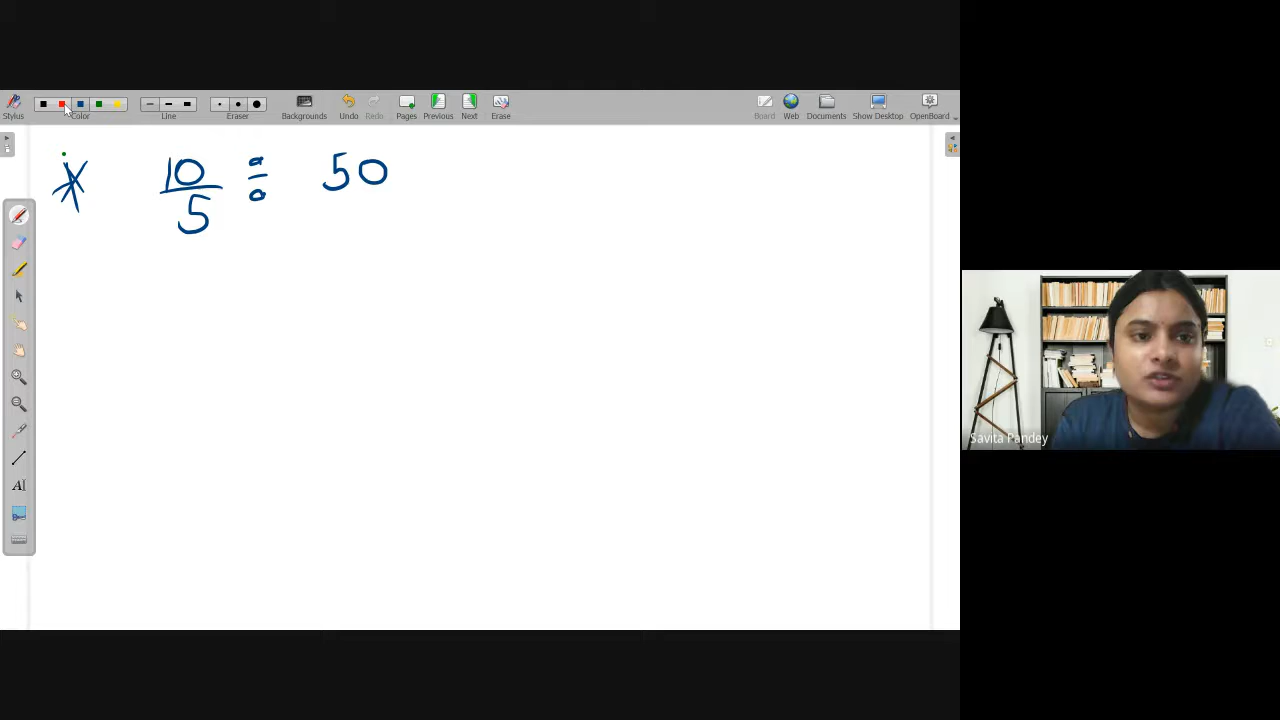 Stylus
Color
Line
Eraser
Backgrounds
Undo
Redo
Pages
Previous
Next
Erase
Board
Web
Documents
Show Desktop
OpenBoard
* 10/5 ÷ 50
AI
Savita Pandey